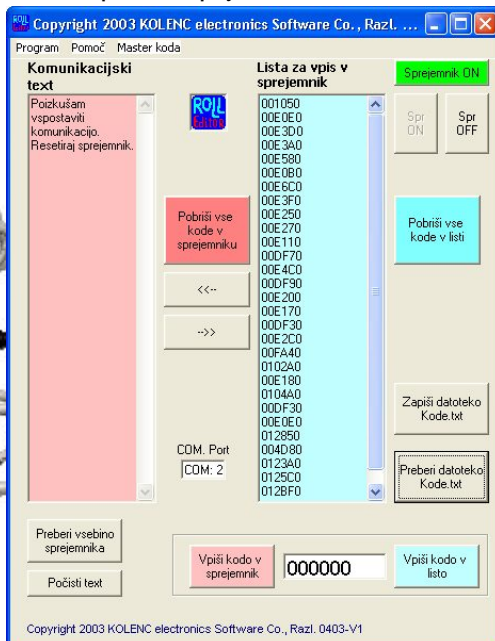 Copyright 2003 KOLENC electronics Software Co., Razl. ...
Program Pomoč Master koda
Komunikacijski
text
Poizkušam
vspostaviti
komunikacijo.
Resetiraj sprejemnik.
ROLL
Editor
Pobriši vse
kode v
sprejemniku
<<--
-->>
COM. Port
COM: 2
Lista za vpis v
sprejemnik
001050
00E0E0
00E3D0
00E3A0
00E580
00E0B0
00E6C0
00E3F0
00E250
00E270
00E110
00DF70
00E4C0
00DF90
00E200
00E170
00DF30
00E2C0
00FA40
0102A0
00E180
0104A0
00DF30
00E0E0
012850
004D80
0123A0
0125C0
012BF0
Sprejemnik ON
Spr
ON
Spr
OFF
Pobriši vse
kode v listi
Zapiši datoteko
Kode.txt
Preberi datoteko
Kode.txt
Preberi vsebino
sprejemnika
Počisti text
Vpiši kodo v
sprejemnik
000000
Vpiši kodo v
listo
Copyright 2003 KOLENC electronics Software Co., Razl. 0403-V1